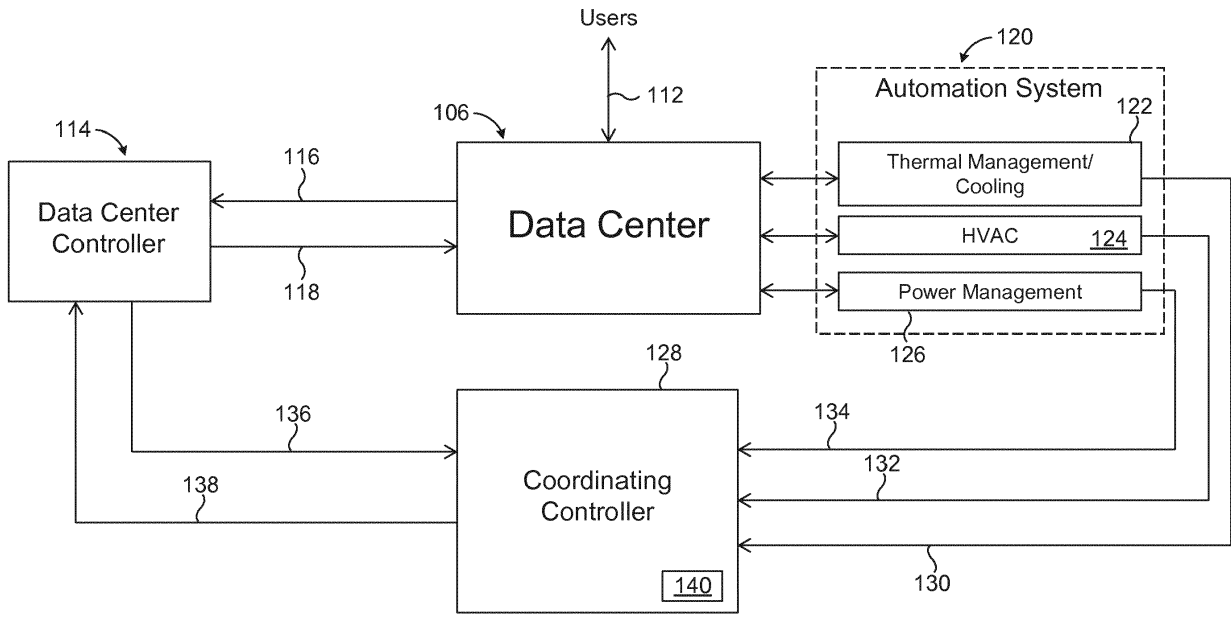 Users
112
120
Automation System
106
122
114
116
Thermal Management/
Cooling
Data Center
Controller
Data Center
HVAC
124
118
Power Management
126
128
136
134
132
138
Coordinating
Controller
130
140